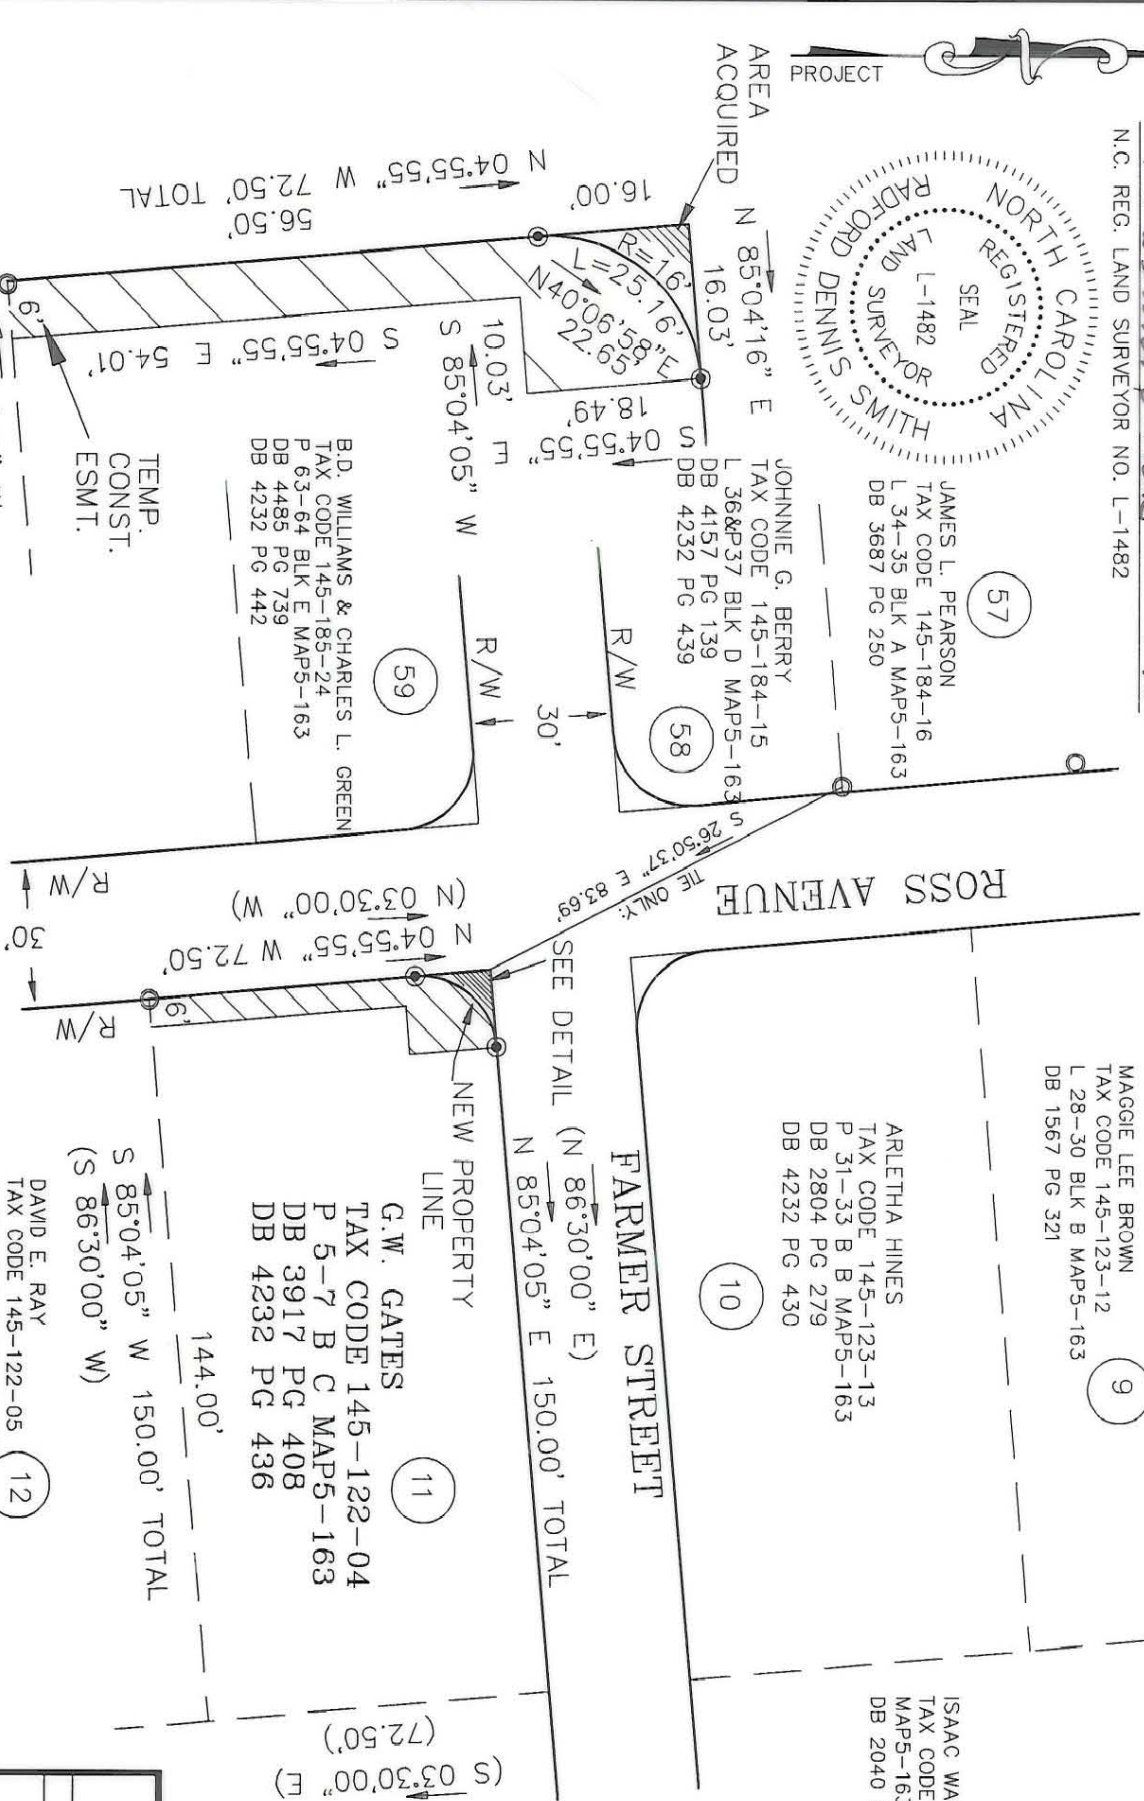 PROJECT
N.C. REG. LAND SURVEYOR NO. L-1482
NORTH CAROLINA
RADFORD DENNIS SMITH
REGISTERED
LAND SURVEYOR
SEAL
L-1482
AREA
ACQUIRED
N 85°04'16" E
16.03'
16.00'
R=16'
L=25.16'
N40°06'58"E
22.65'
N 04°55'55" W 72.50' TOTAL
56.50'
6'
S 04°55'55" E 54.01'
10.03'
S 85°04'05" W
18.49'
S 04°55'55" E
TEMP.
CONST.
ESMT.
57
JAMES L. PEARSON
TAX CODE 145-184-16
L 34-35 BLK A MAP5-163
DB 3687 PG 250
JOHNNIE G. BERRY
TAX CODE 145-184-15
L 36&P37 BLK D MAP5-163
DB 4157 PG 139
DB 4232 PG 439
58
R/W
30'
R/W
59
B.D. WILLIAMS & CHARLES L. GREEN
TAX CODE 145-185-24
P 63-64 BLK E MAP5-163
DB 4485 PG 739
DB 4232 PG 442
ROSS AVENUE
S 26°50'37" E 83.69'
TIE ONLY:
R/W
30'
R/W
(N 03°30'00" W)
N 04°55'55" W 72.50'
6'
SEE DETAIL
NEW PROPERTY
LINE
(N 86°30'00" E)
N 85°04'05" E 150.00' TOTAL
FARMER STREET
MAGGIE LEE BROWN
TAX CODE 145-123-12
L 28-30 BLK B MAP5-163
DB 1567 PG 321
9
ARLETHA HINES
TAX CODE 145-123-13
P 31-33 B B MAP5-163
DB 2804 PG 279
DB 4232 PG 430
10
11
G.W. GATES
TAX CODE 145-122-04
P 5-7 B C MAP5-163
DB 3917 PG 408
DB 4232 PG 436
144.00'
S 85°04'05" W 150.00' TOTAL
(S 86°30'00" W)
DAVID E. RAY
TAX CODE 145-122-05
12
(72.50')
(S 03°30'00" E)
ISAAC WA
TAX CODE
MAP5-163
DB 2040